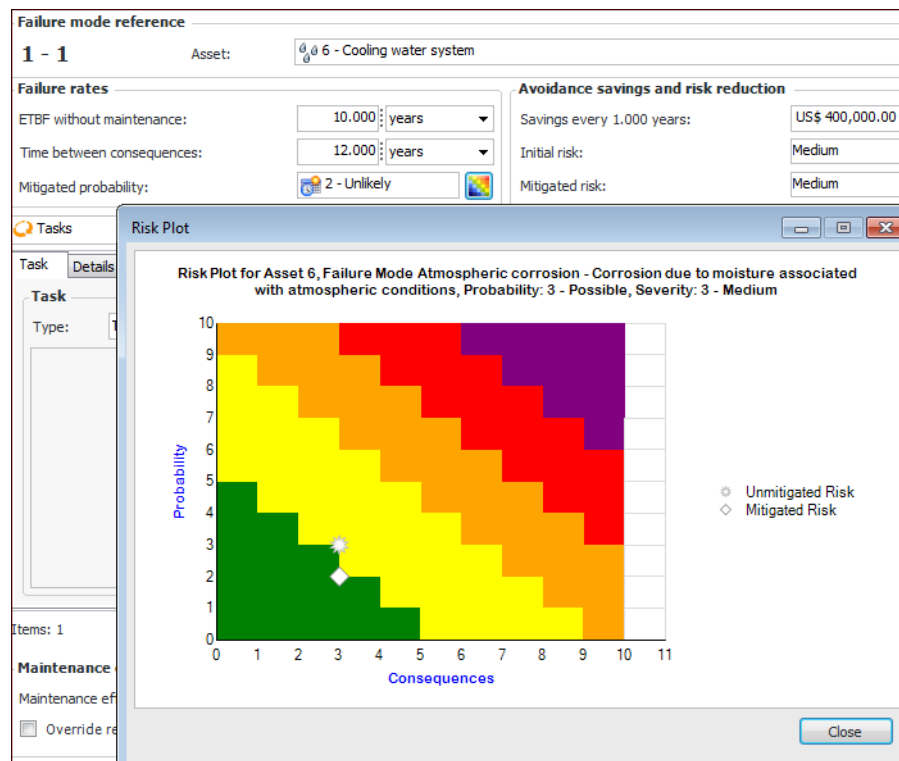 Failure mode reference
1 - 1 Asset: 6 - Cooling water system
Failure rates Avoidance savings and risk reduction
ETBF without maintenance: 10.000 years Savings every 1.000 years: US$ 400,000.00
Time between consequences: 12.000 years Initial risk: Medium
Mitigated probability: 2 - Unlikely Mitigated risk: Medium
Tasks Risk Plot
Task Details
Task
Type:
Risk Plot for Asset 6, Failure Mode Atmospheric corrosion - Corrosion due to moisture associated
with atmospheric conditions, Probability: 3 - Possible, Severity: 3 - Medium
10
9
8
7
6
5
4
3
2
1
0
Probability
0 1 2 3 4 5 6 7 8 9 10 11
Consequences
Unmitigated Risk
Mitigated Risk
Items: 1
Maintenance
Maintenance eff
Override re
Close